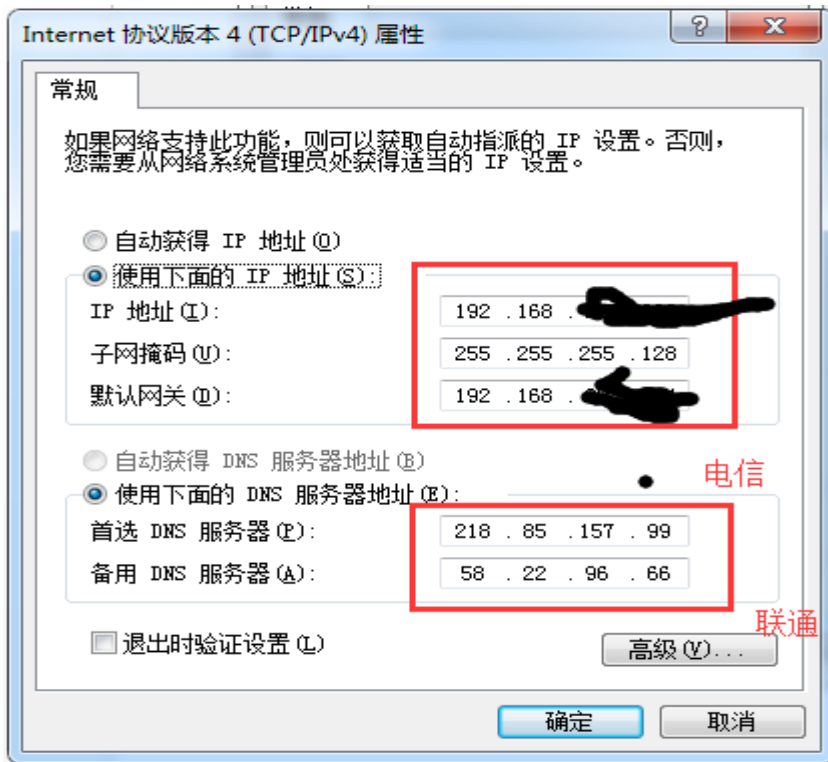 Internet 协议版本 4 (TCP/IPv4) 属性
常规
如果网络支持此功能，则可以获取自动指派的 IP 设置。否则，
您需要从网络系统管理员处获得适当的 IP 设置。
自动获得 IP 地址(O)
使用下面的 IP 地址(S):
IP 地址(I): 192 .168 .
子网掩码(U): 255 .255 .255 .128
默认网关(D): 192 .168 .
自动获得 DNS 服务器地址(B)
电信
使用下面的 DNS 服务器地址(E):
首选 DNS 服务器(P): 218 . 85 .157 . 99
备用 DNS 服务器(A): 58 . 22 . 96 . 66
联通
退出时验证设置(L)
高级(V)...
确定 取消